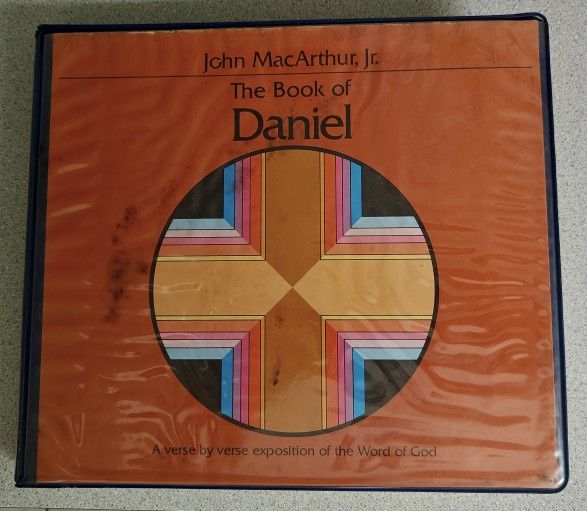 John MacArthur, Jr.
The Book of
Daniel
A verse by verse exposition of the Word of God